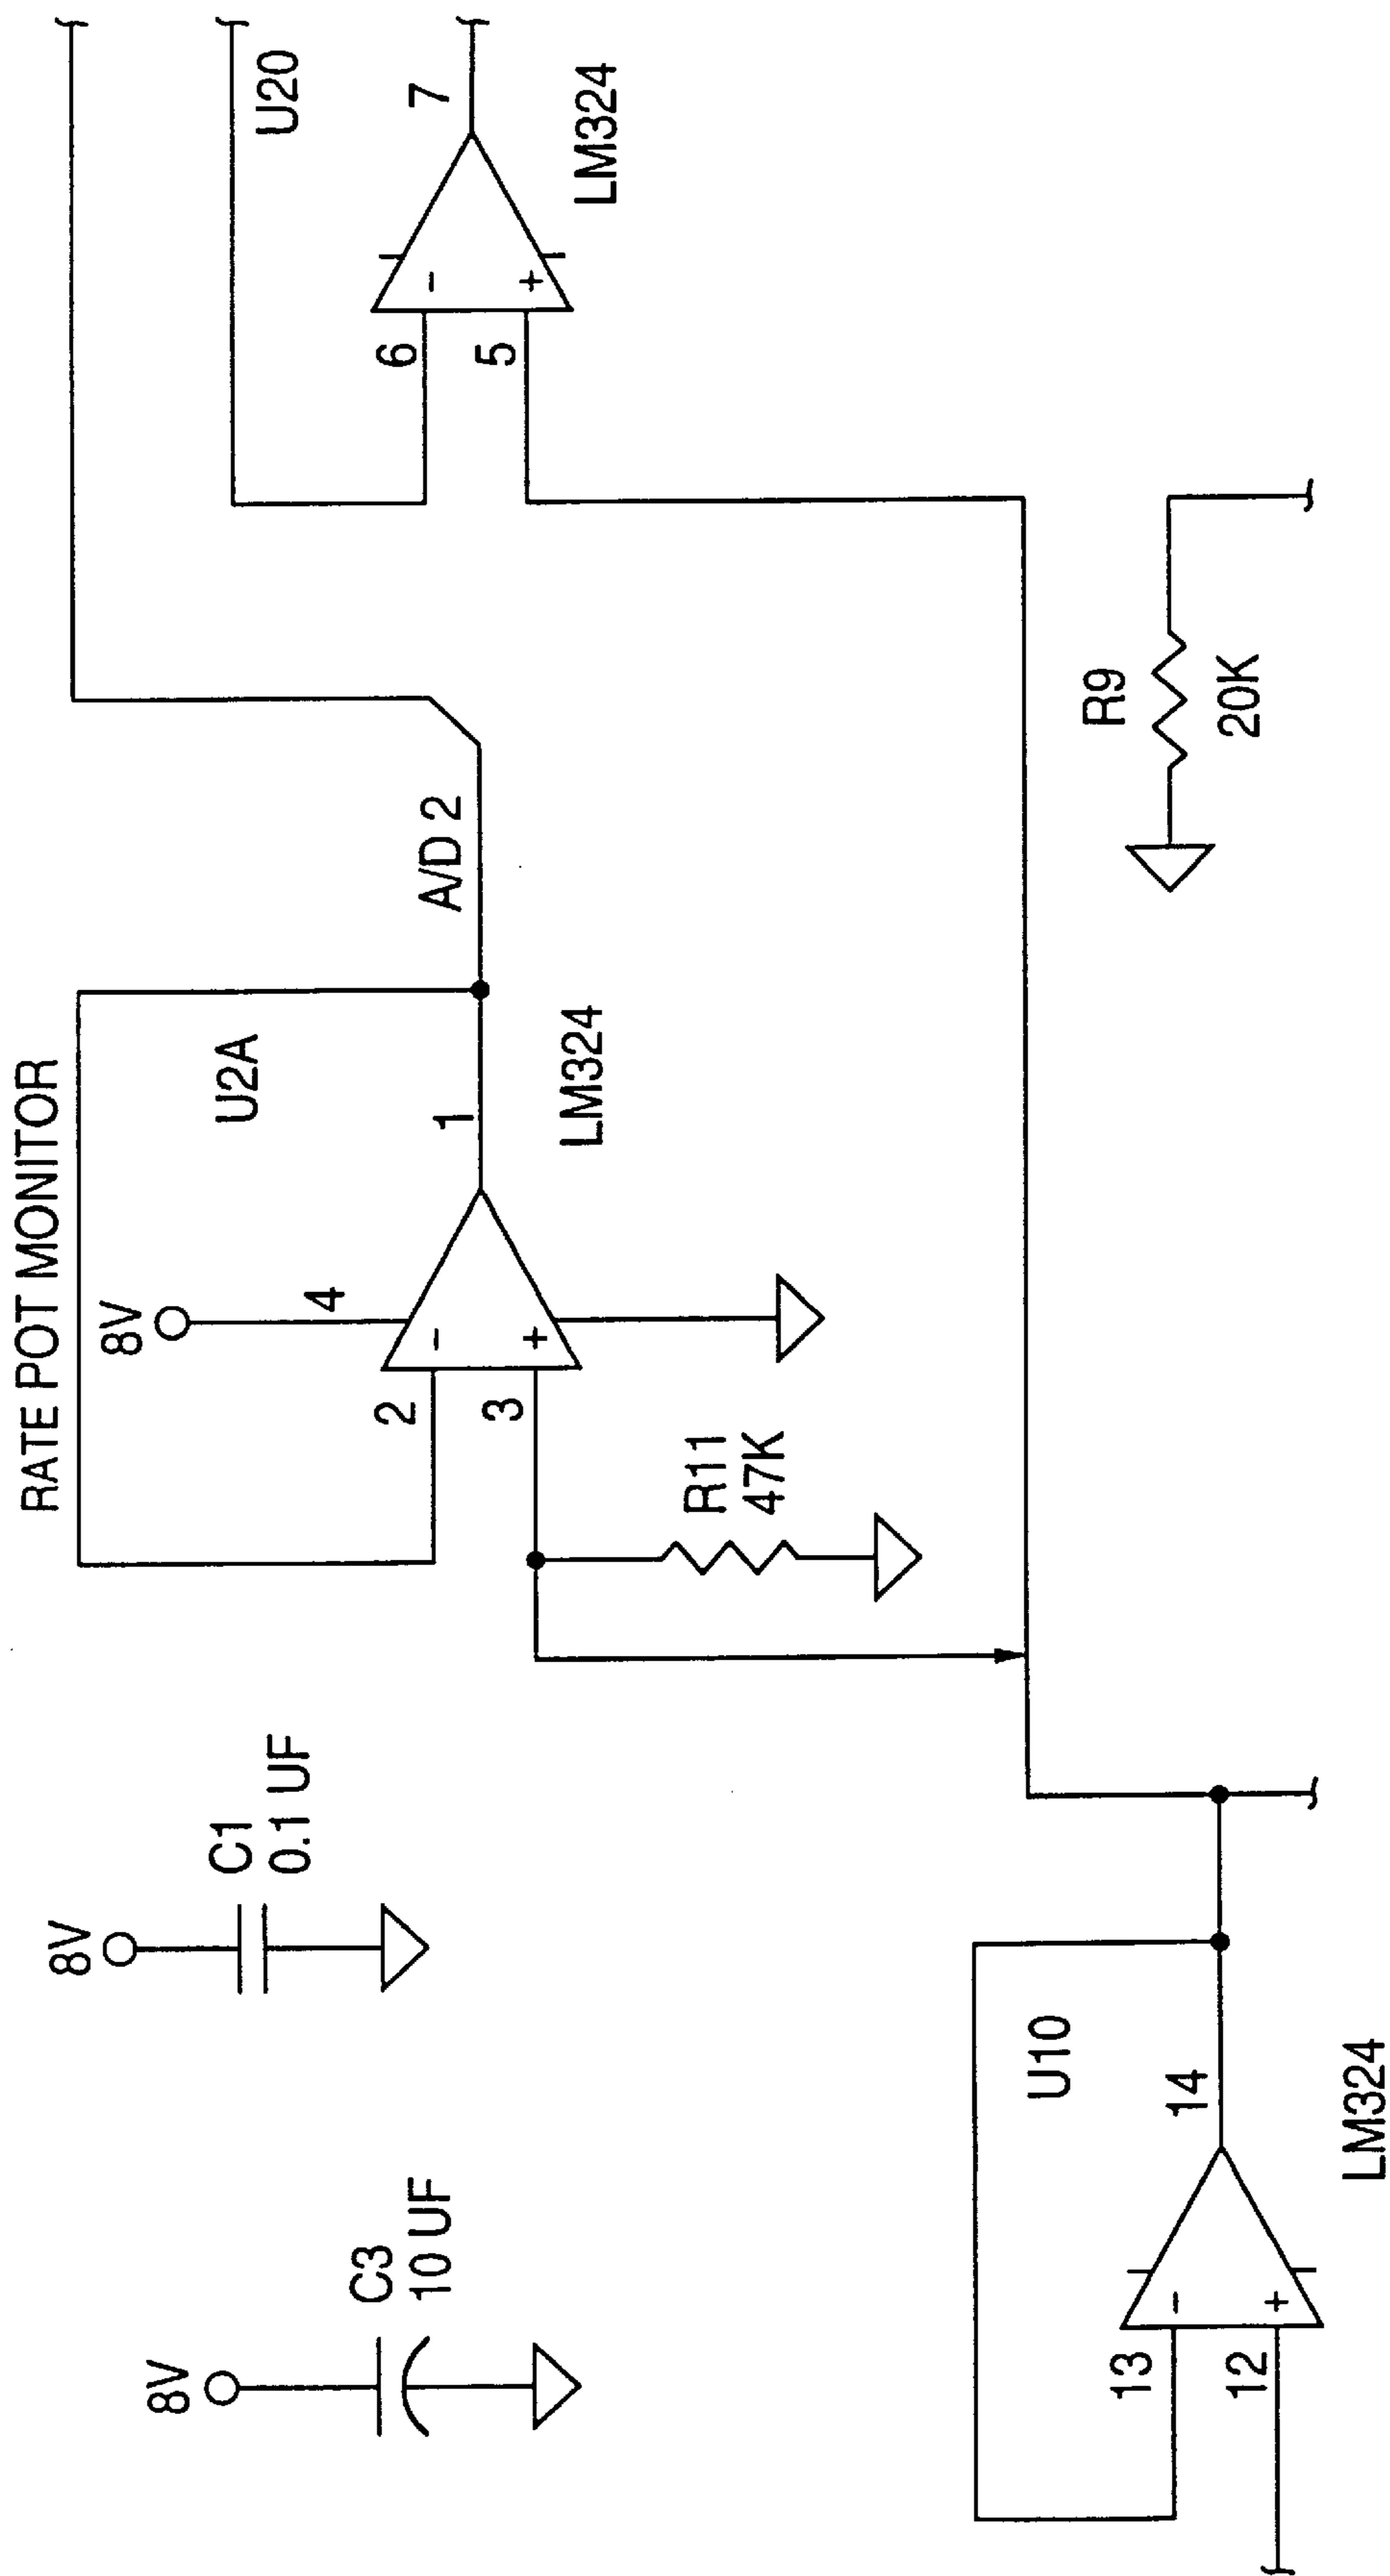 RATE POT MONITOR
8V
C3
10 UF
8V
C1
0.1 UF
8V
4
2
3
-
+
1
U2A
LM324
A/D 2
R11
47K
U20
6
5
-
+
7
LM324
R9
20K
13
12
-
+
14
U10
LM324